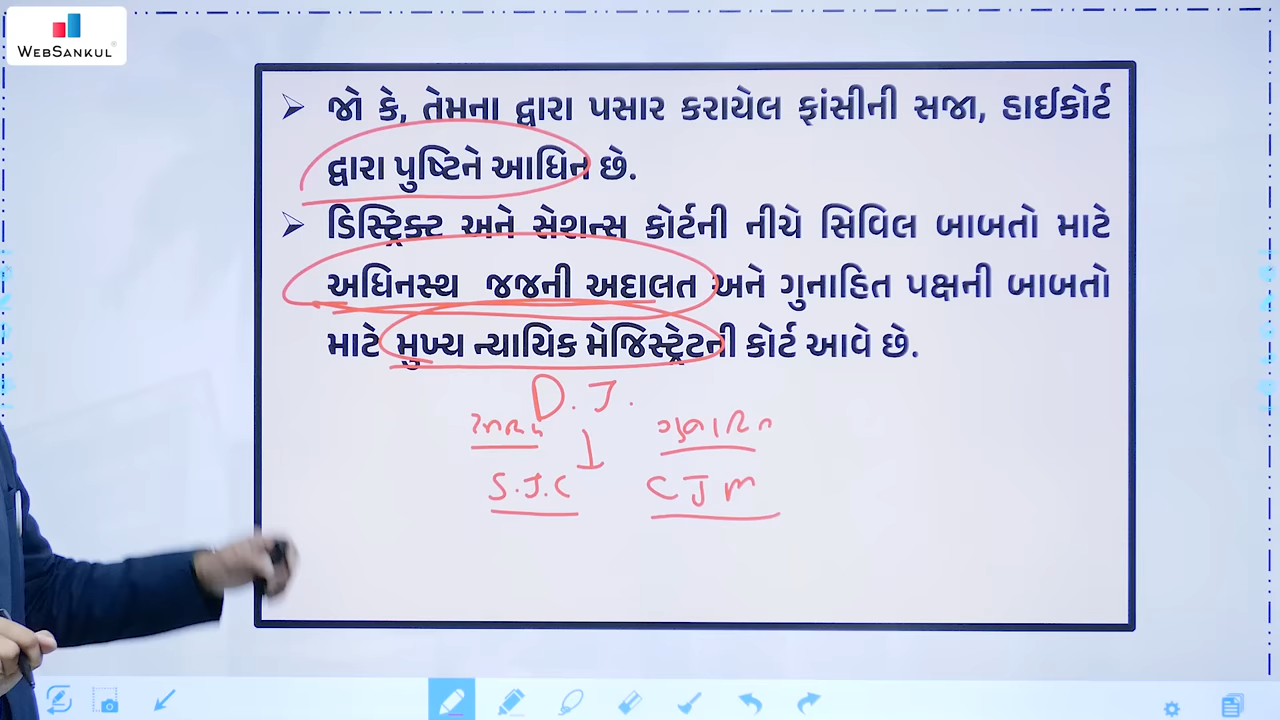 WEBSANKUL
➢ જો કે, તેમના દ્વારા પસાર કરાયેલ ફાંસીની સજા, હાઈકોર્ટ
દ્વારા પુષ્ટિને આધિન છે.
➢ ડિસ્ટ્રિક્ટ અને સેશન્સ કોર્ટની નીચે સિવિલ બાબતો માટે
અધિનસ્થ જજની અદાલત અને ગુનાહિત પક્ષની બાબતો
માટે મુખ્ય ન્યાયિક મેજિસ્ટ્રેટની કોર્ટ આવે છે.
D.J.
S.J.C CJM